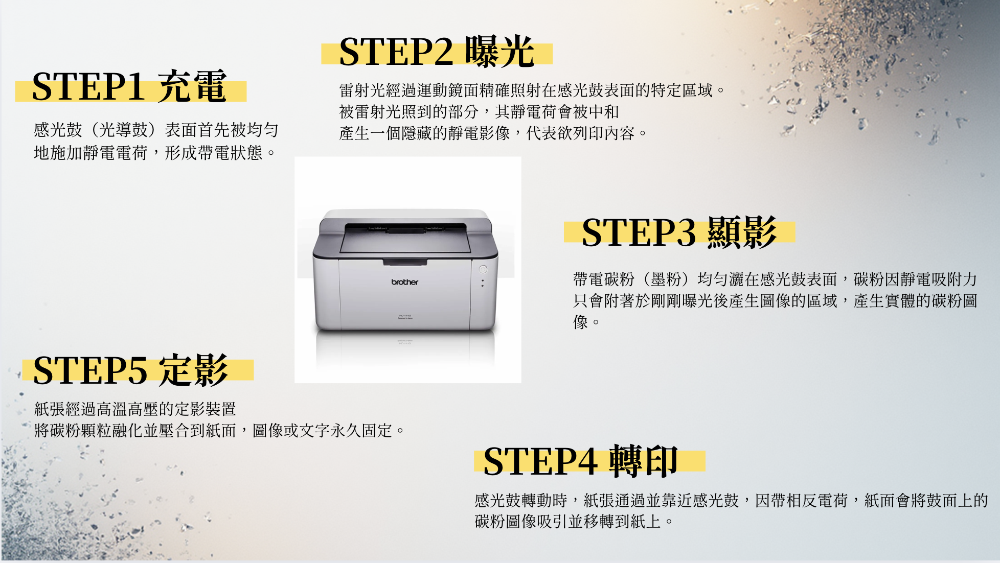 STEP1 充電
感光鼓（光導鼓）表面首先被均勻
地施加靜電電荷，形成帶電狀態。
STEP2 曝光
雷射光經過運動鏡面精確照射在感光鼓表面的特定區域。
被雷射光照到的部分，其靜電荷會被中和
產生一個隱藏的靜電影像，代表欲列印內容。
brother
HL-1110
Designed in Japan
STEP3 顯影
帶電碳粉（墨粉）均勻灑在感光鼓表面，碳粉因靜電吸附力
只會附著於剛剛曝光後產生圖像的區域，產生實體的碳粉圖
像。
STEP4 轉印
感光鼓轉動時，紙張通過並靠近感光鼓，因帶相反電荷，紙面會將鼓面上的
碳粉圖像吸引並移轉到紙上。
STEP5 定影
紙張經過高溫高壓的定影裝置
將碳粉顆粒融化並壓合到紙面，圖像或文字永久固定。